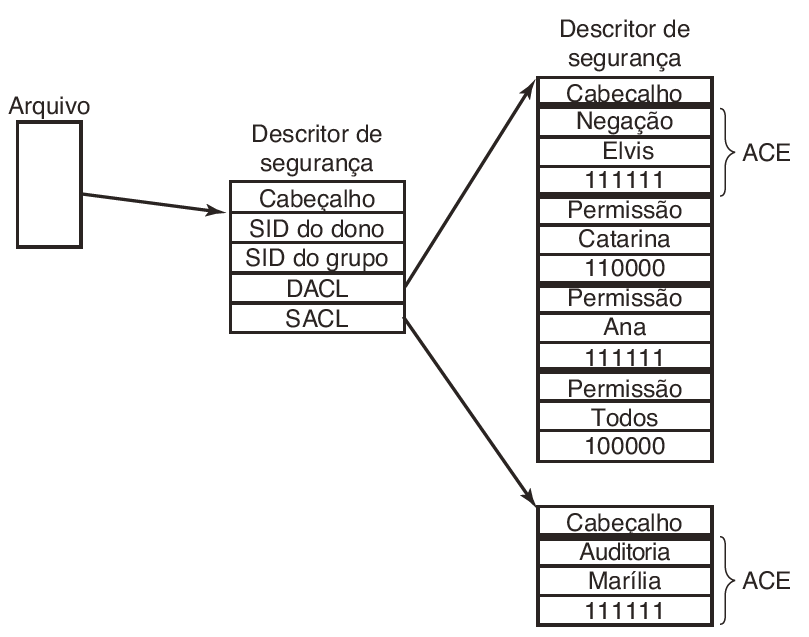 Arquivo
Descritor de
segurança
Cabeçalho
SID do dono
SID do grupo
DACL
SACL
Descritor de
segurança
Cabeçalho
Negação
Elvis
111111
ACE
Permissão
Catarina
110000
Permissão
Ana
111111
Permissão
Todos
100000
Cabeçalho
Auditoria
Marília
111111
ACE